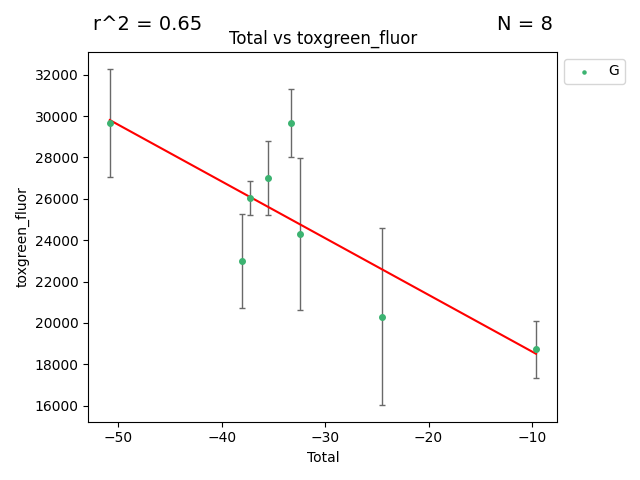 r^2 = 0.65
N = 8
Total vs toxgreen_fluor
G
32000
30000
28000
26000
24000
22000
20000
18000
16000
toxgreen_fluor
−50
−40
−30
−20
−10
Total